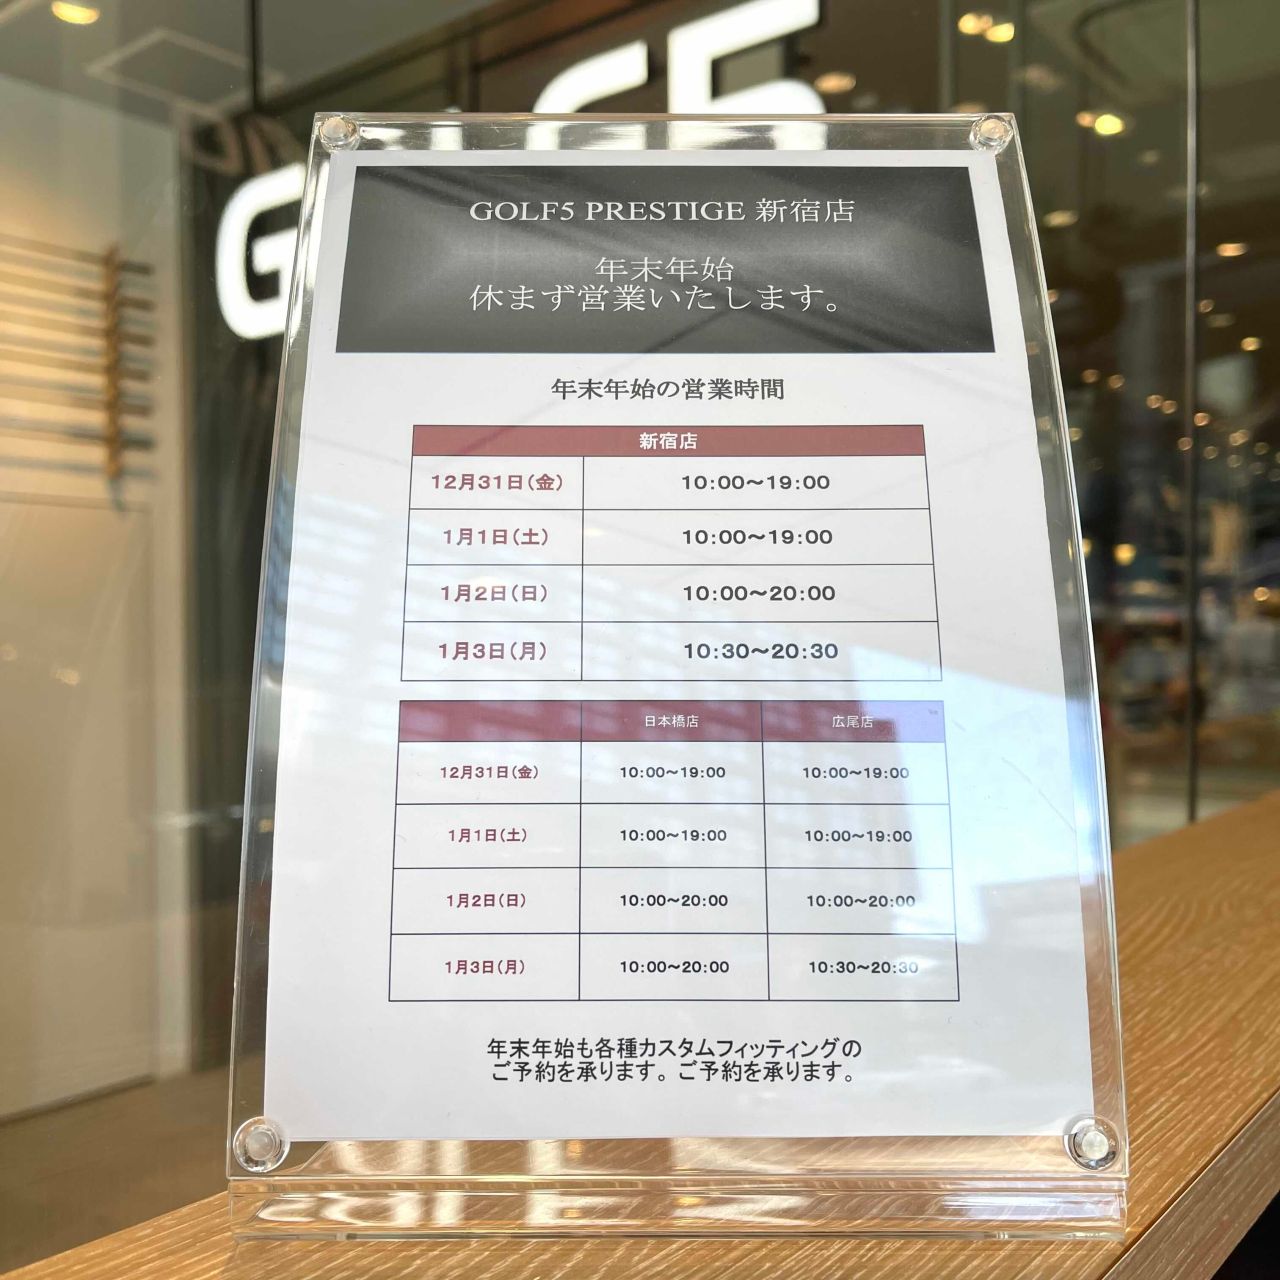 GOLF5
GOLF5 PRESTIGE 新宿店
年末年始
休まず営業いたします。
年末年始の営業時間
新宿店
12月31日(金) 10:00〜19:00
1月1日(土) 10:00〜19:00
1月2日(日) 10:00〜20:00
1月3日(月) 10:30〜20:30
日本橋店 広尾店
12月31日(金) 10:00〜19:00 10:00〜19:00
1月1日(土) 10:00〜19:00 10:00〜19:00
1月2日(日) 10:00〜20:00 10:00〜20:00
1月3日(月) 10:00〜20:00 10:30〜20:30
年末年始も各種カスタムフィッティングの
ご予約を承ります。ご予約を承ります。